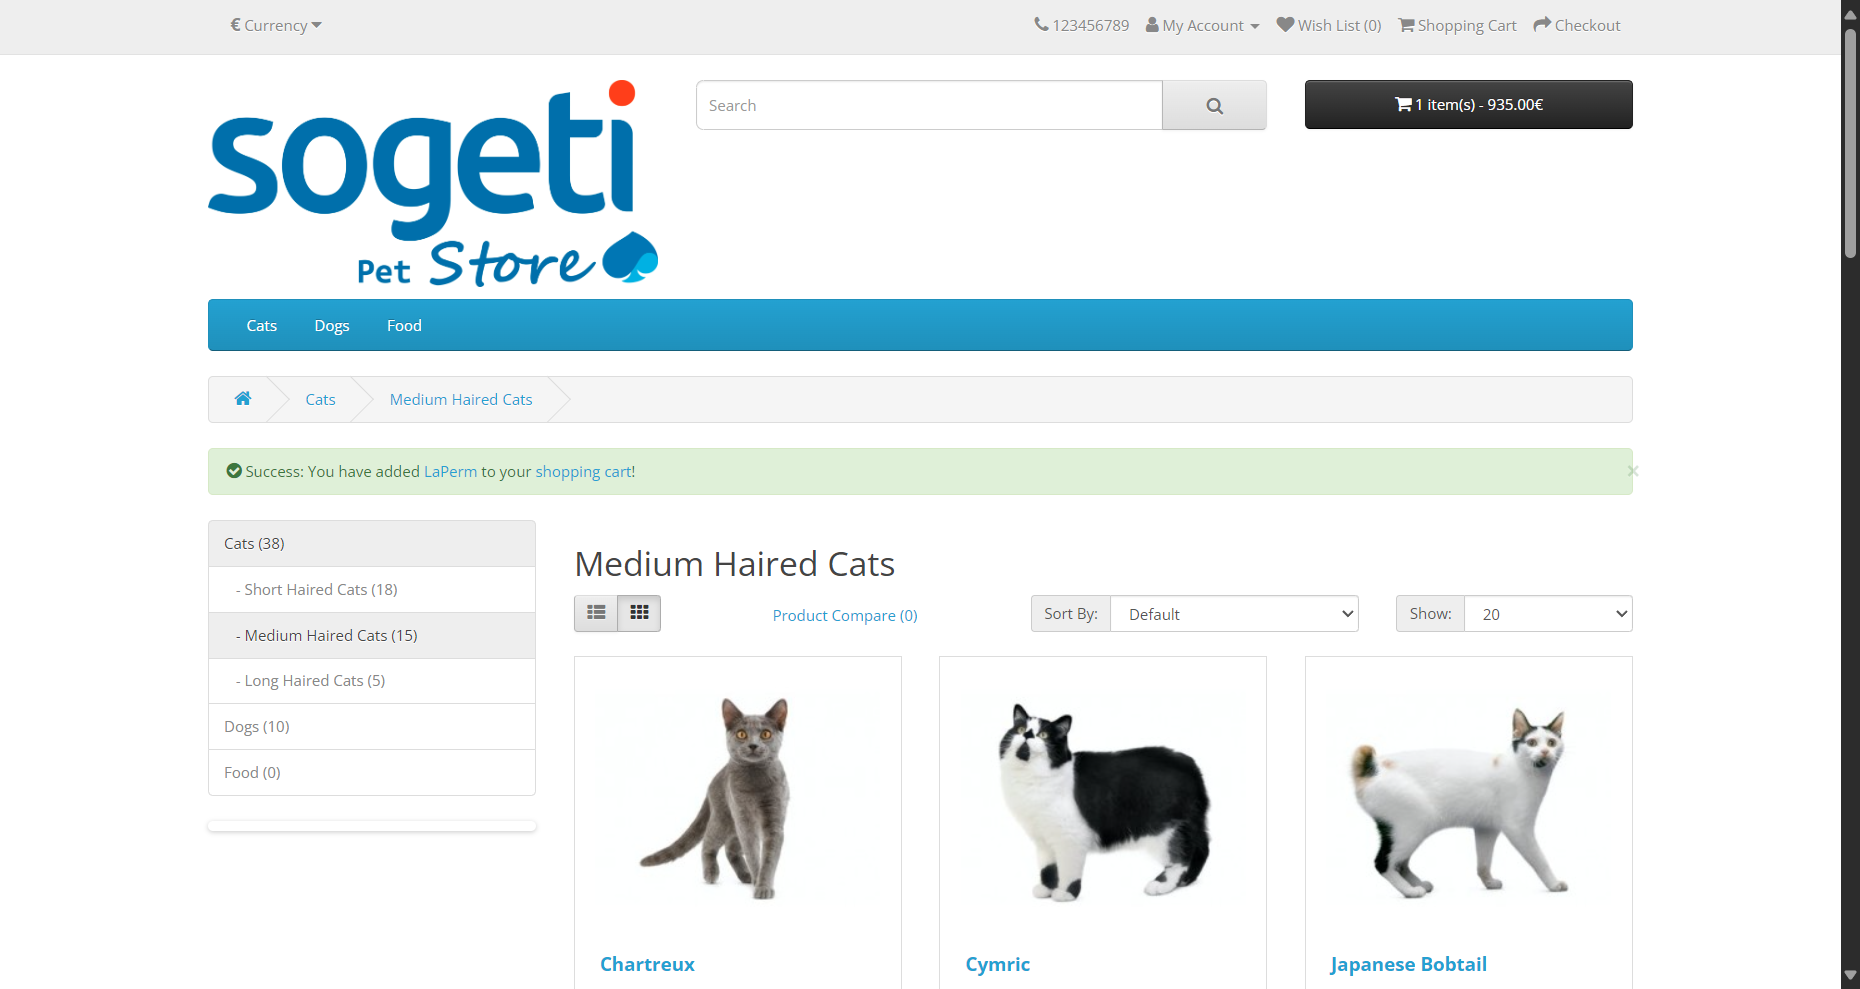 € Currency
123456789 My Account Wish List (0) Shopping Cart Checkout
sogeti
Pet Store
Search
1 item(s) - 935.00€
Cats Dogs Food
Cats Medium Haired Cats
Success: You have added LaPerm to your shopping cart!
×
Cats (38)
- Short Haired Cats (18)
- Medium Haired Cats (15)
- Long Haired Cats (5)
Dogs (10)
Food (0)
Medium Haired Cats
Product Compare (0)
Sort By: Default
Show: 20
Chartreux
Cymric
Japanese Bobtail